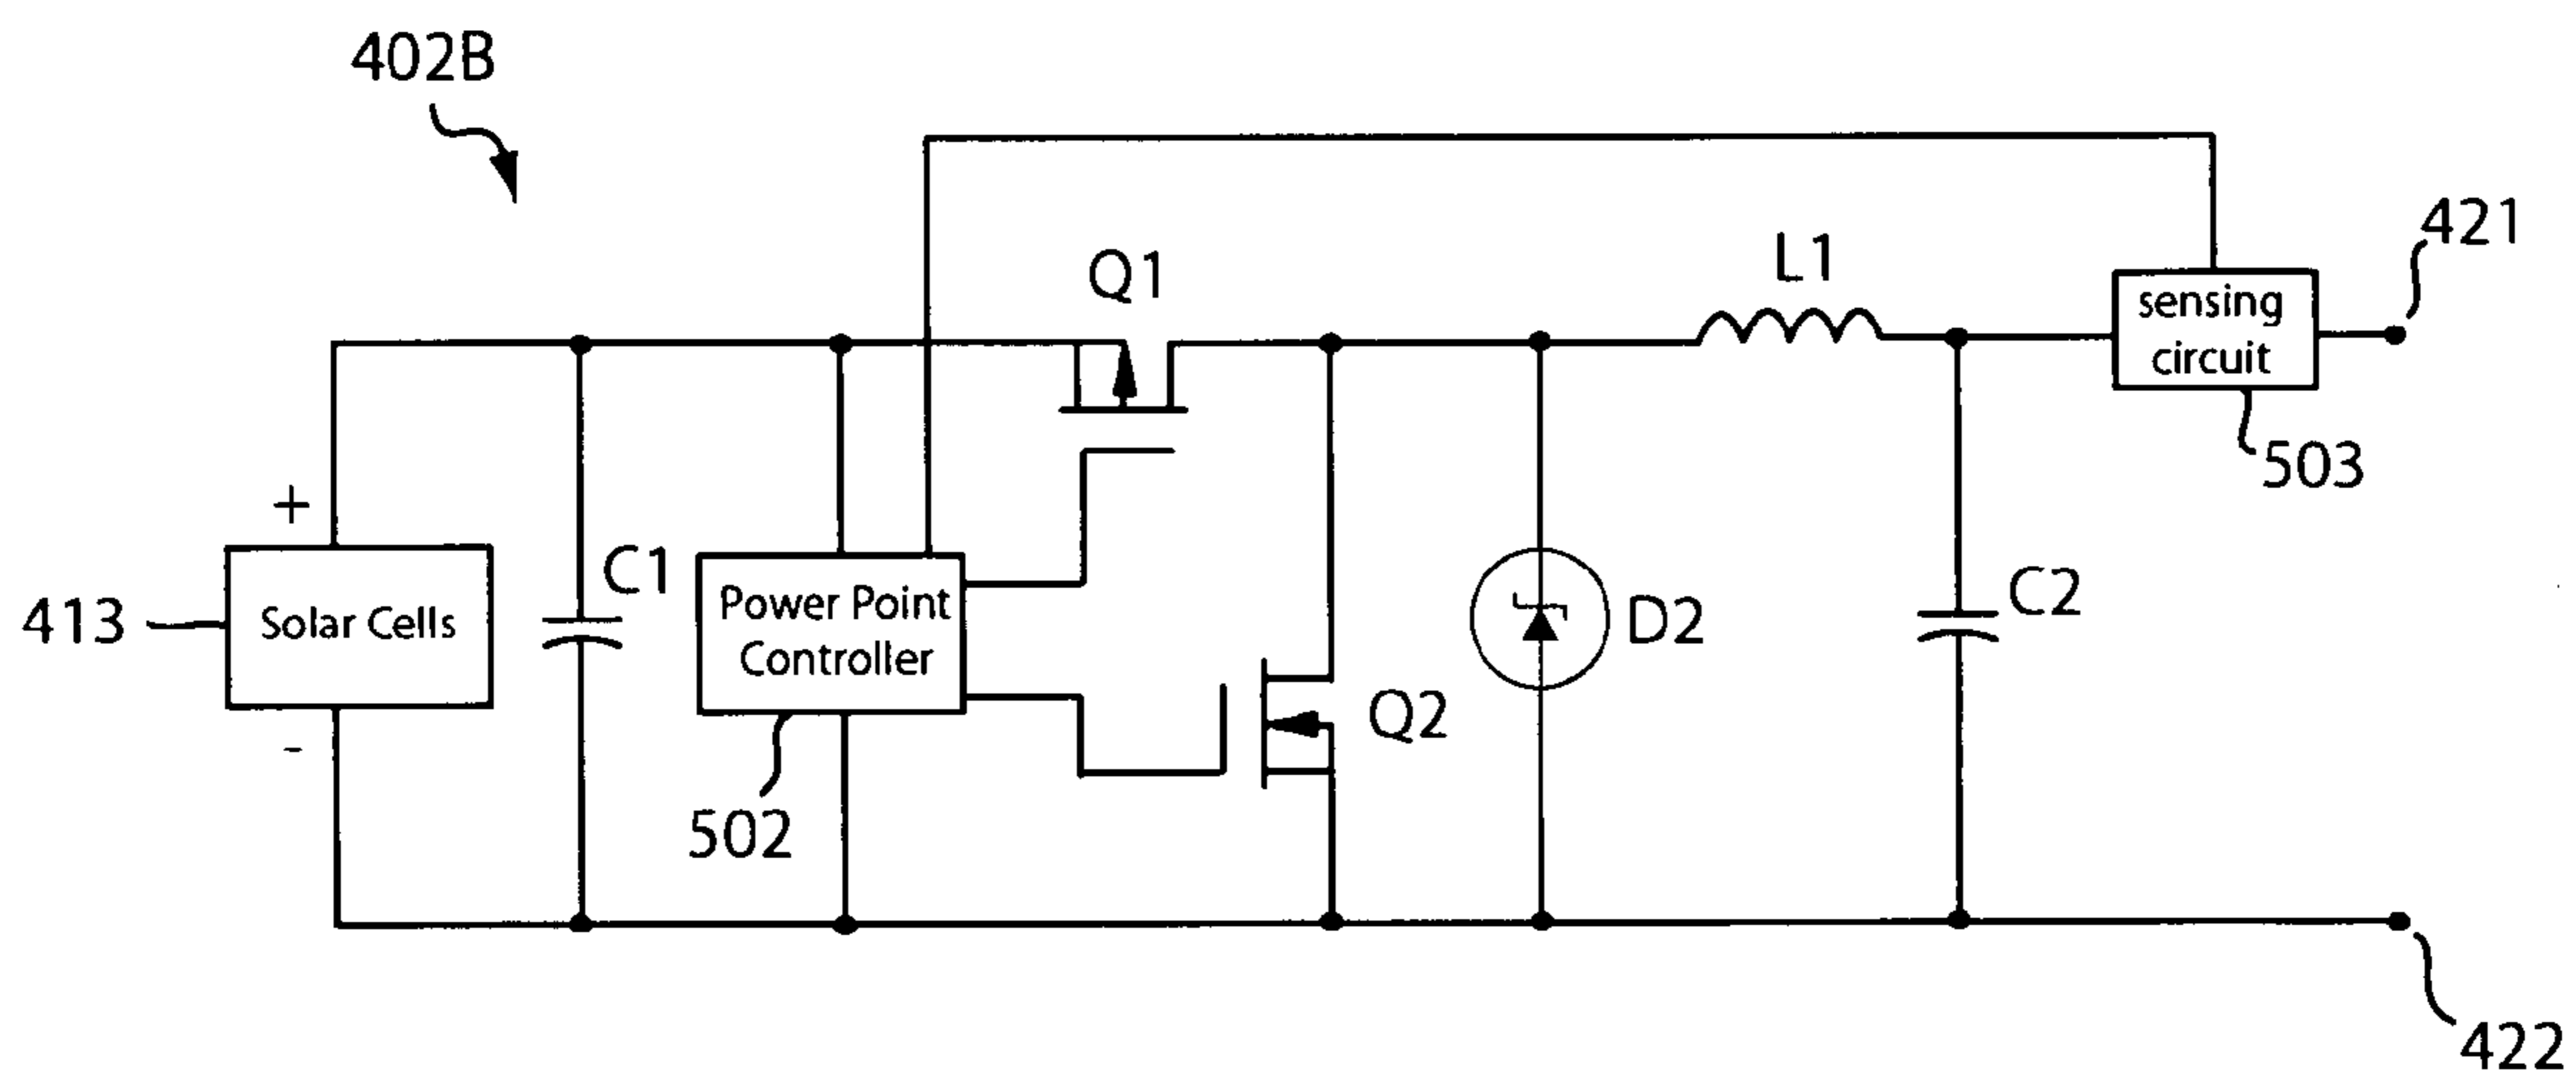 402B
421
Q1
L1
sensing
circuit
503
+
C1
Power Point
Controller
413
Solar Cells
D2
C2
-
Q2
502
422